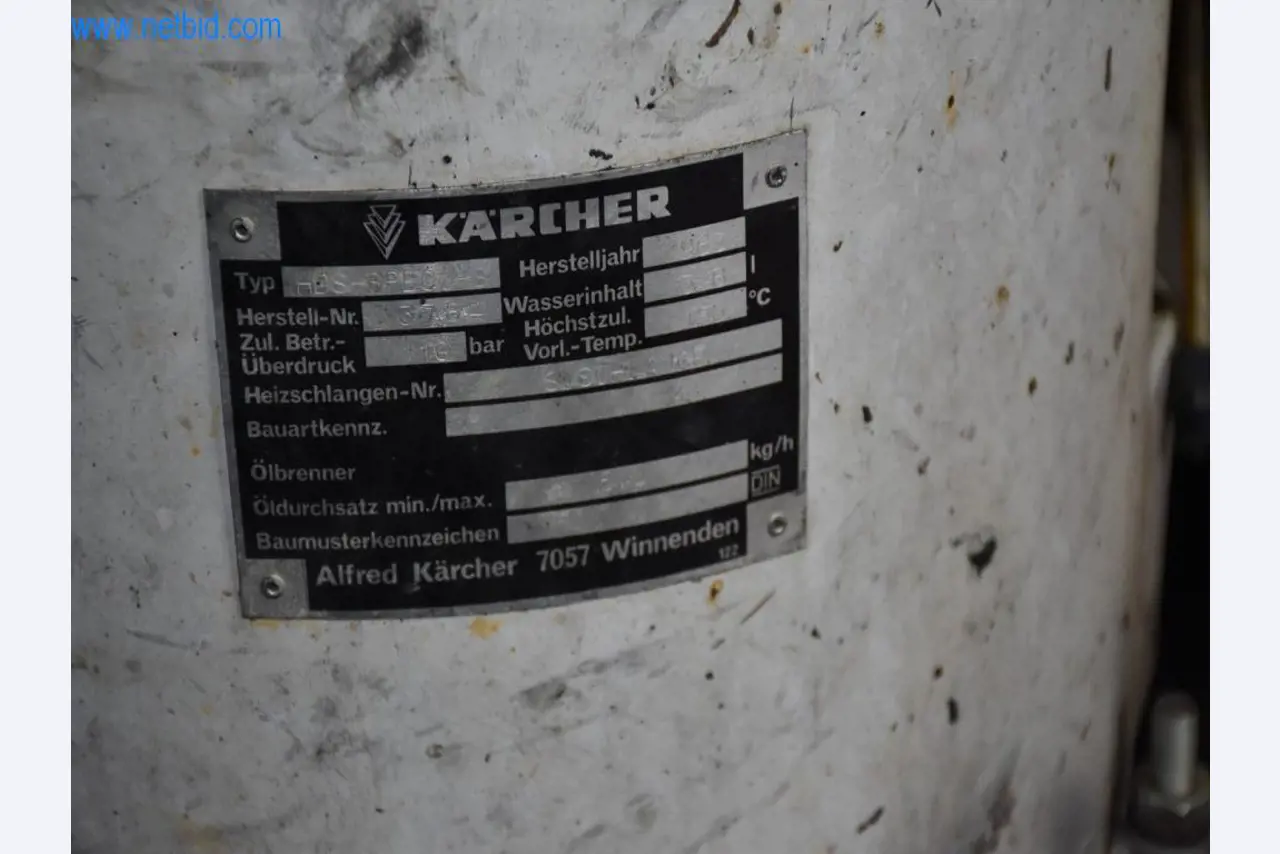 www.netbid.com
KÄRCHER
Typ
Herstelljahr
Herstell-Nr.
Wasserinhalt l
Zul. Betr.-
Überdruck bar
Höchstzul.
Vorl.-Temp. °C
Heizschlangen-Nr.
Bauartkennz.
Ölbrenner
Öldurchsatz min./max. kg/h
Baumusterkennzeichen DIN
Alfred Kärcher 7057 Winnenden
122